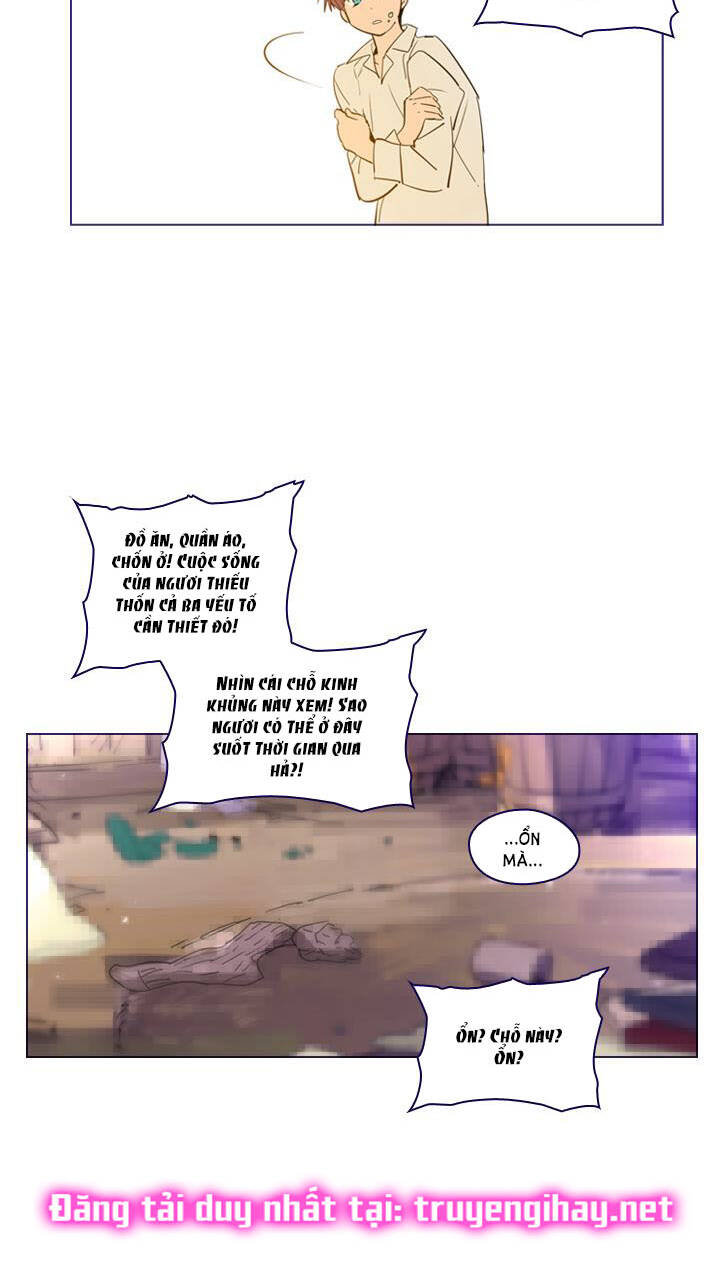 Đồ ăn, quần áo,
chốn ở! Cuộc sống
của ngươi thiếu
thốn cả ba yếu tố
cần thiết đó!
Nhìn cái chỗ kinh
khủng này xem! Sao
ngươi có thể ở đây
suốt thời gian qua
hả?!
...ổn
mà...
Ổn? Chỗ này?
Ổn?
Đăng tải duy nhất tại: truyengihay.net